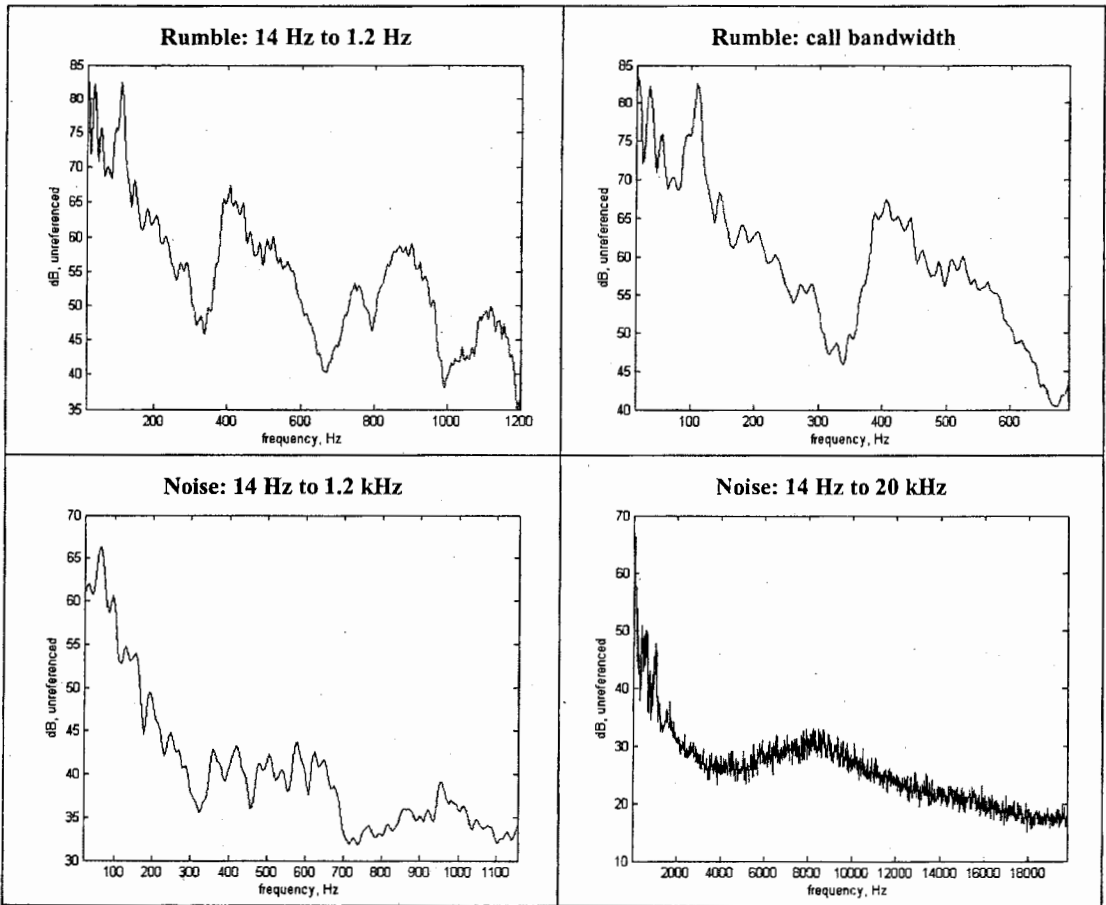 Rumble: 14 Hz to 1.2 Hz
85
80
75
70
65
60
55
50
45
40
35
dB, unreferenced
200 400 600 800 1000 1200
frequency, Hz
Rumble: call bandwidth
85
80
75
70
65
60
55
50
45
40
dB, unreferenced
100 200 300 400 500 600
frequency, Hz
Noise: 14 Hz to 1.2 kHz
70
65
60
55
50
45
40
35
30
dB, unreferenced
100 200 300 400 500 600 700 800 900 1000 1100
frequency, Hz
Noise: 14 Hz to 20 kHz
70
60
50
40
30
20
10
dB, unreferenced
2000 4000 6000 8000 10000 12000 14000 16000 18000
frequency, Hz